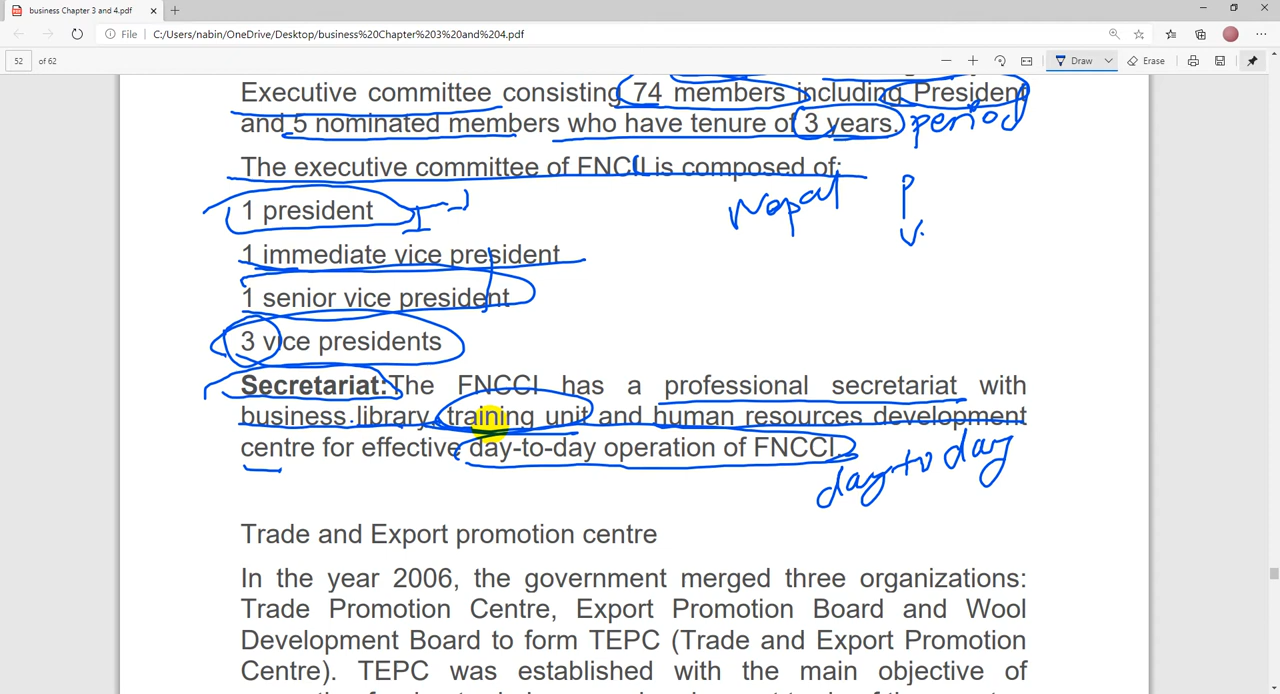 business Chapter 3 and 4.pdf
File C:/Users/nabin/OneDrive/Desktop/business%20Chapter%203%20and%204.pdf
52 of 62 Draw Erase
Executive committee consisting 74 members including President
and 5 nominated members who have tenure of 3 years. period
The executive committee of FNCCI is composed of:
Nepal P
1 president
V.
1 immediate vice president
1 senior vice president
3 vice presidents
Secretariat: The FNCCI has a professional secretariat with
business library, training unit and human resources development
centre for effective day-to-day operation of FNCCI.
day to day
Trade and Export promotion centre
In the year 2006, the government merged three organizations:
Trade Promotion Centre, Export Promotion Board and Wool
Development Board to form TEPC (Trade and Export Promotion
Centre). TEPC was established with the main objective of